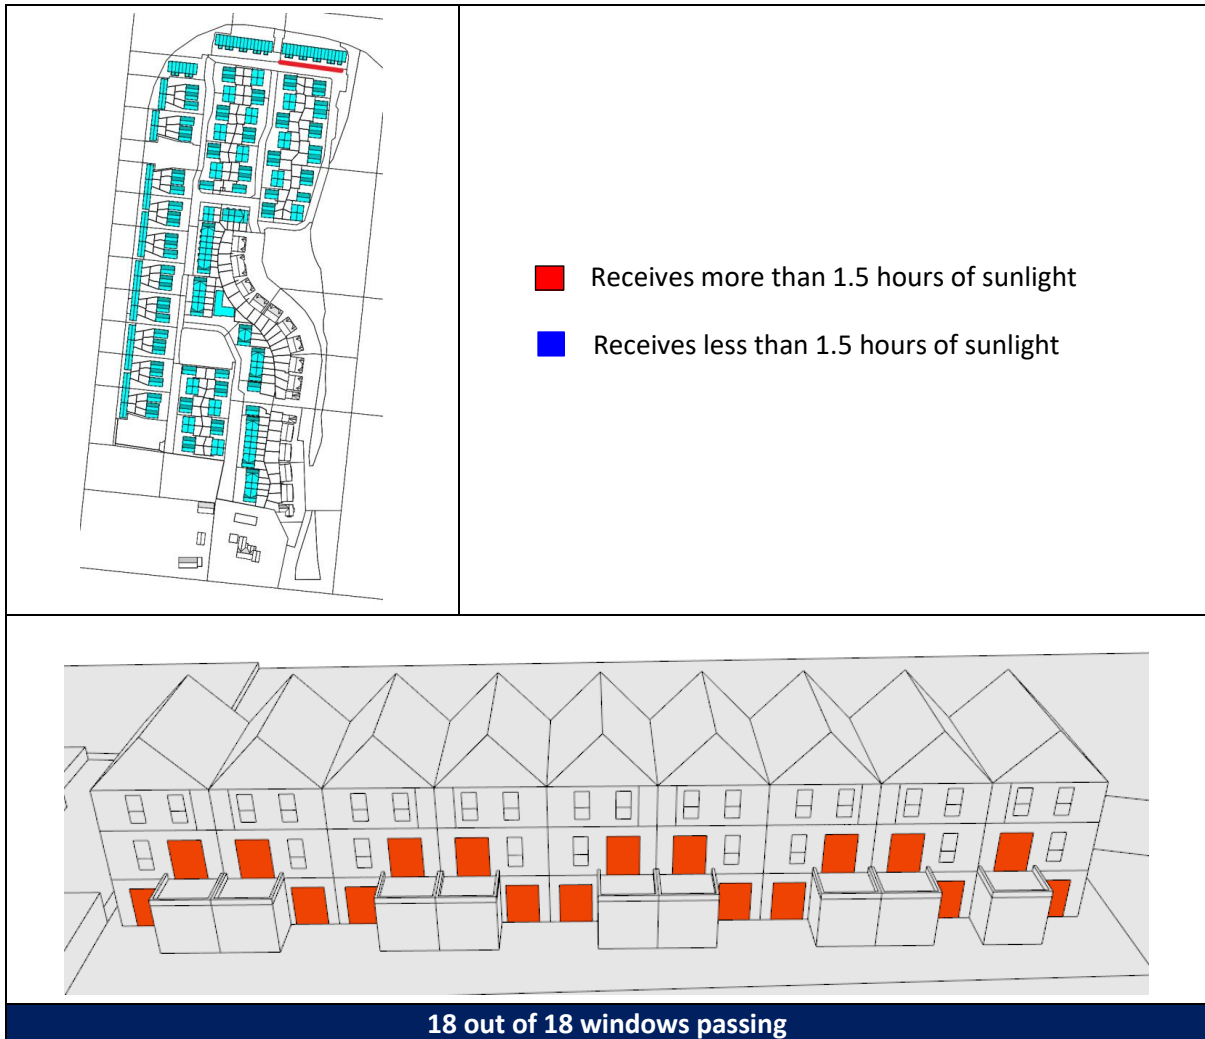 Receives more than 1.5 hours of sunlight
Receives less than 1.5 hours of sunlight
18 out of 18 windows passing